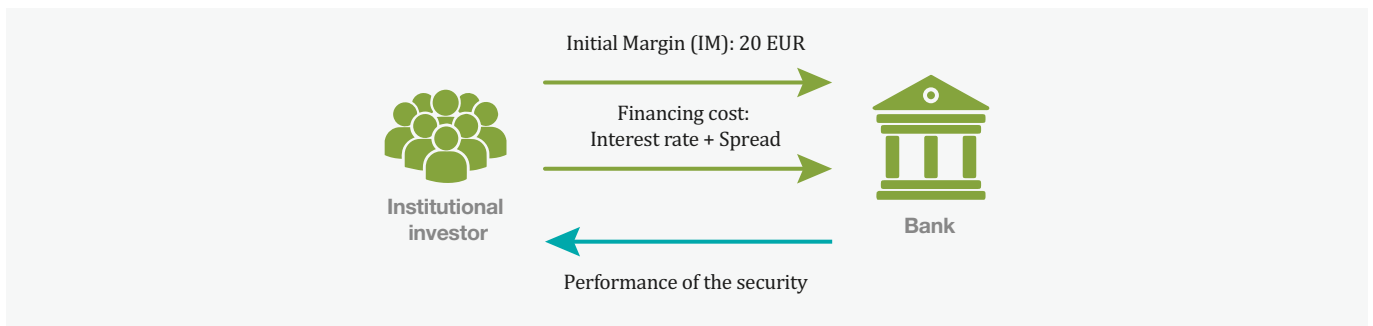 Initial Margin (IM): 20 EUR
Financing cost:
Interest rate + Spread
Institutional
investor
Bank
Performance of the security